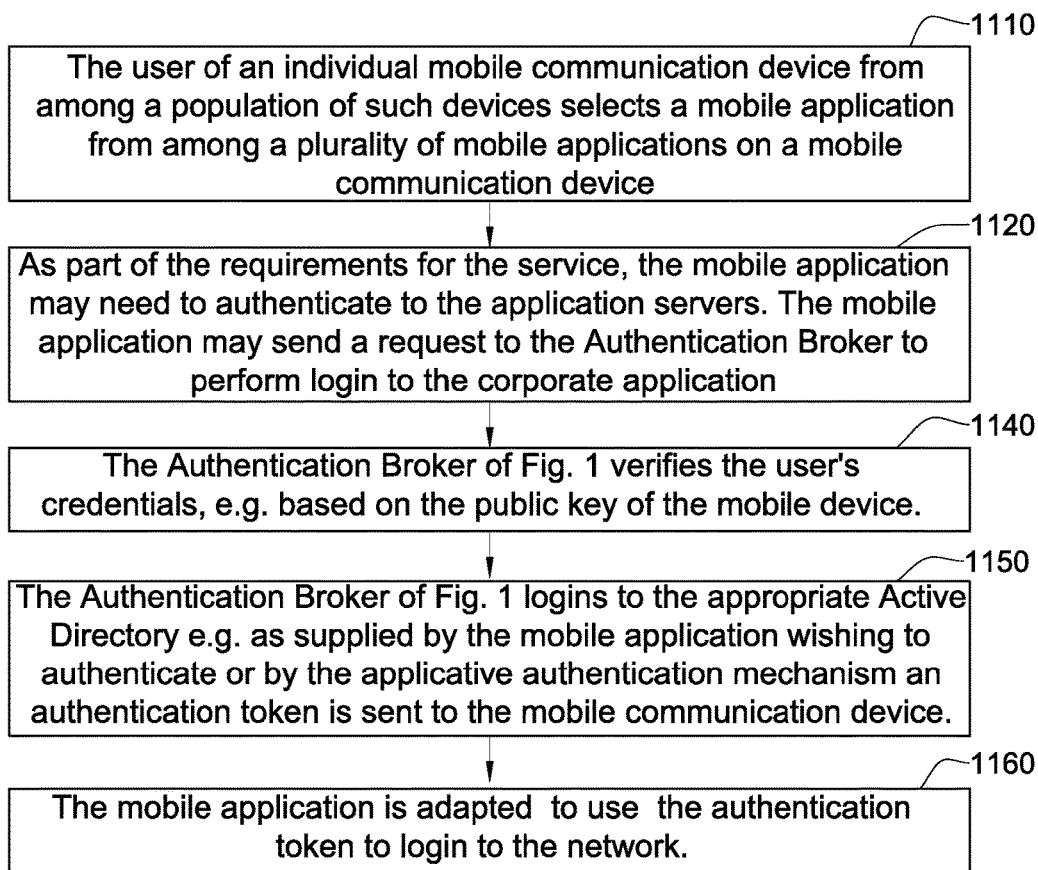 1110
The user of an individual mobile communication device from
among a population of such devices selects a mobile application
from among a plurality of mobile applications on a mobile
communication device
1120
As part of the requirements for the service, the mobile application
may need to authenticate to the application servers. The mobile
application may send a request to the Authentication Broker to
perform login to the corporate application
1140
The Authentication Broker of Fig. 1 verifies the user's
credentials, e.g. based on the public key of the mobile device.
1150
The Authentication Broker of Fig. 1 logins to the appropriate Active
Directory e.g. as supplied by the mobile application wishing to
authenticate or by the applicative authentication mechanism an
authentication token is sent to the mobile communication device.
1160
The mobile application is adapted to use the authentication
token to login to the network.